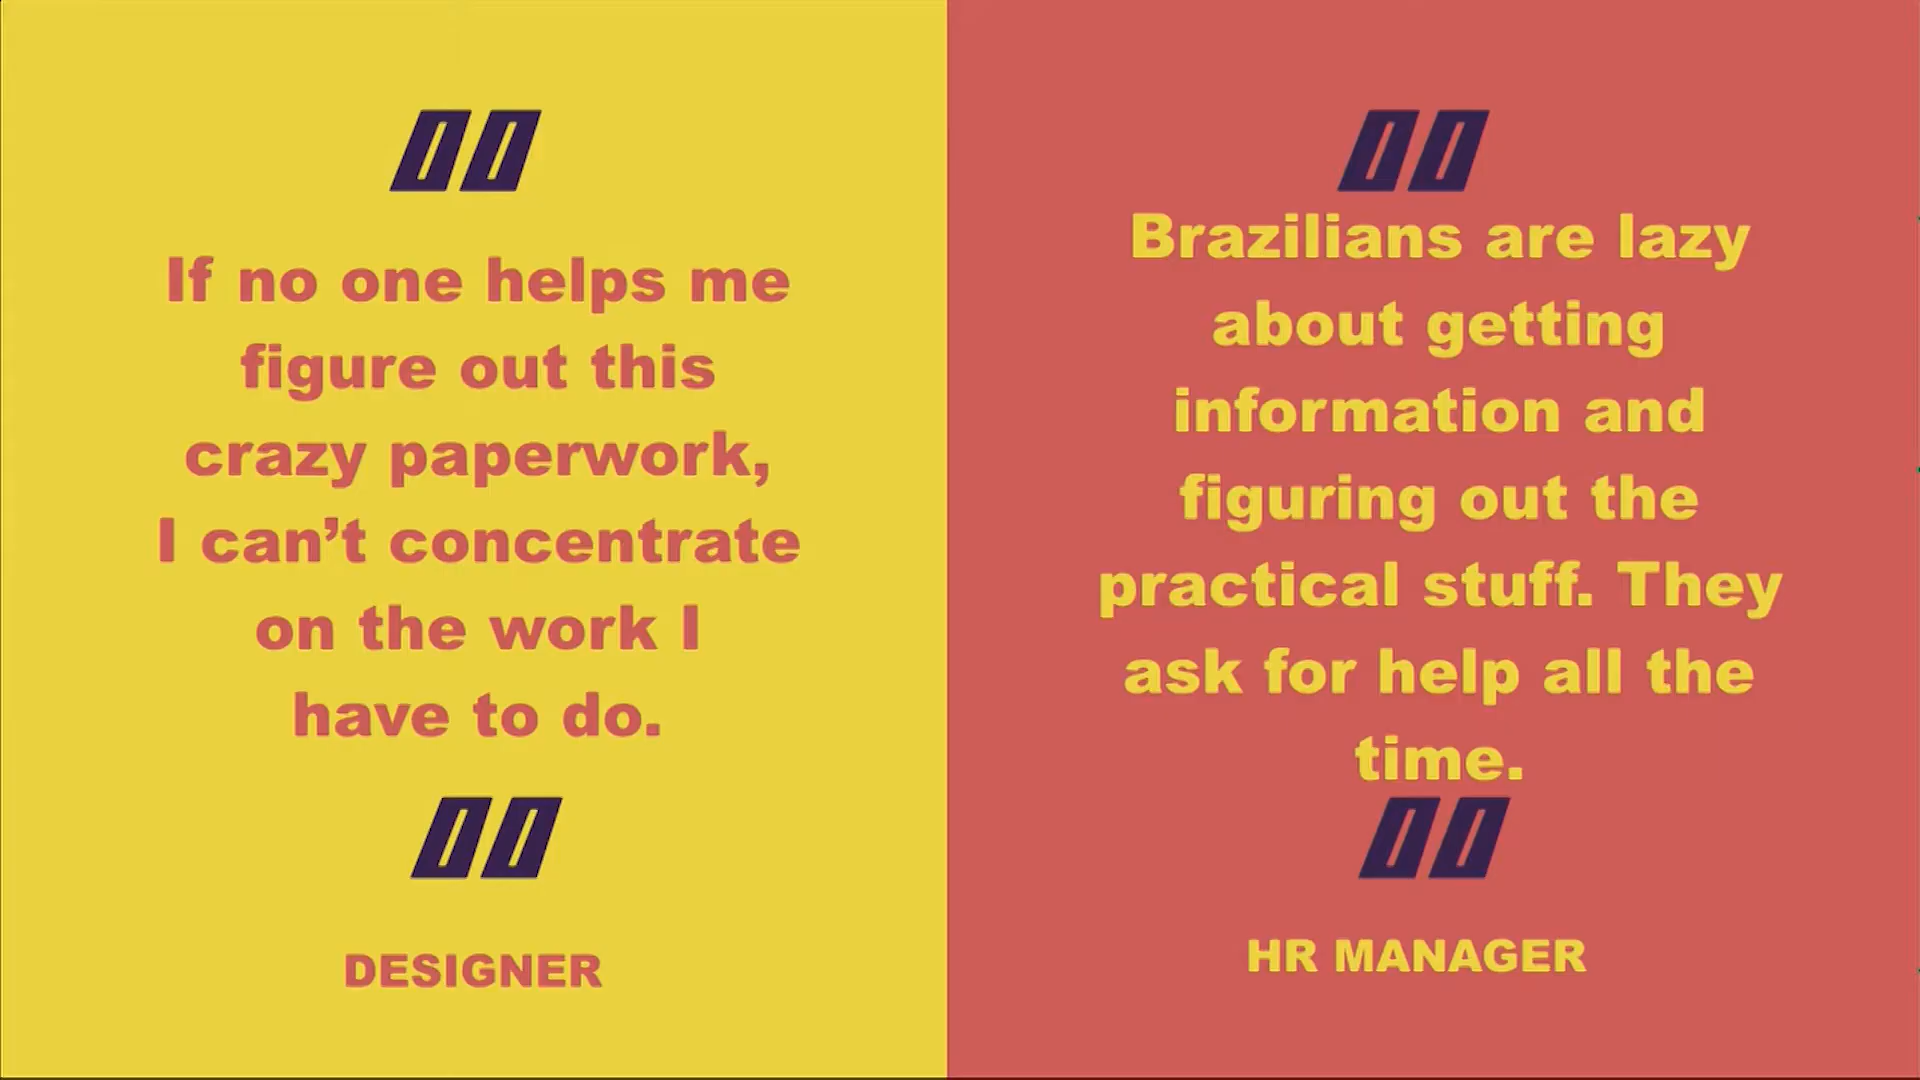 If no one helps me
figure out this
crazy paperwork,
I can’t concentrate
on the work I
have to do.
DESIGNER
Brazilians are lazy
about getting
information and
figuring out the
practical stuff. They
ask for help all the
time.
HR MANAGER